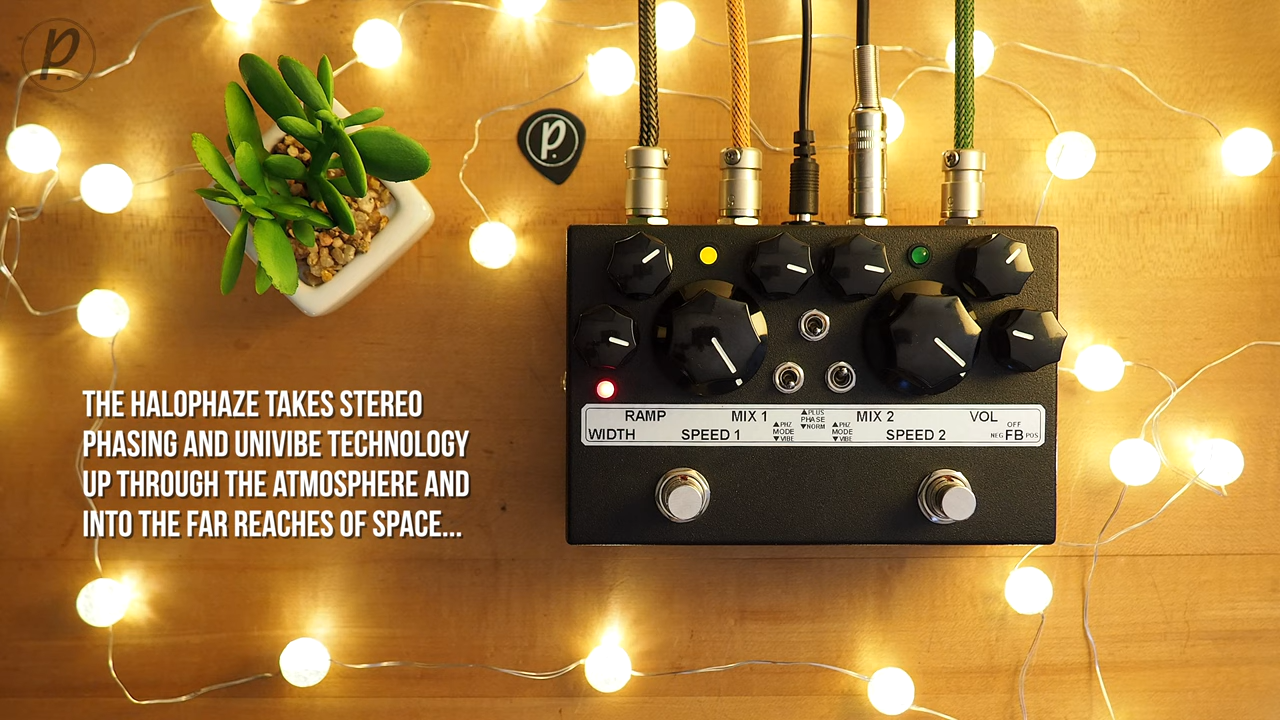 P.
P.
THE HALOPHAZE TAKES STEREO
PHASING AND UNIVIBE TECHNOLOGY
UP THROUGH THE ATMOSPHERE AND
INTO THE FAR REACHES OF SPACE...
RAMP MIX 1 ▲PLUS PHASE ▼NORM MIX 2 VOL
WIDTH SPEED 1 ▲PHZ MODE ▼VIBE ▲PHZ MODE ▼VIBE SPEED 2 OFF NEG FB POS